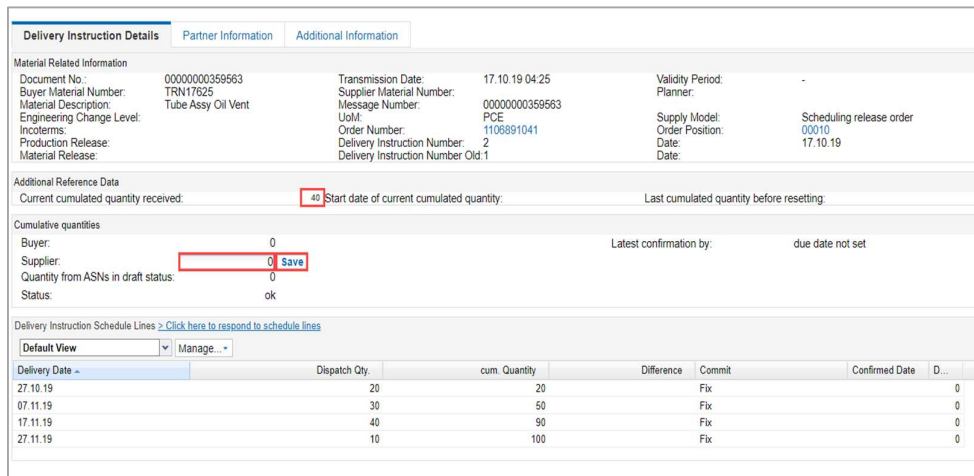 Delivery Instruction Details Partner Information Additional Information
Material Related Information
Document No.: 00000000359563 Transmission Date: 17.10.19 04:25 Validity Period: -
Buyer Material Number: TRN17625 Supplier Material Number: Planner:
Material Description: Tube Assy Oil Vent Message Number: 00000000359563
Engineering Change Level: UoM: PCE Supply Model: Scheduling release order
Incoterms: Order Number: 1106891041 Order Position: 00010
Production Release: Delivery Instruction Number: 2 Date: 17.10.19
Material Release: Delivery Instruction Number Old:1 Date:
Additional Reference Data
Current cumulated quantity received: 40 Start date of current cumulated quantity: Last cumulated quantity before resetting:
Cumulative quantities
Buyer: 0 Latest confirmation by: due date not set
Supplier: 0 Save
Quantity from ASNs in draft status: 0
Status: ok
Delivery Instruction Schedule Lines > Click here to respond to schedule lines
Default View Manage...
Delivery Date Dispatch Qty. cum. Quantity Difference Commit Confirmed Date D...
27.10.19 20 20 Fix 0
07.11.19 30 50 Fix 0
17.11.19 40 90 Fix 0
27.11.19 10 100 Fix 0